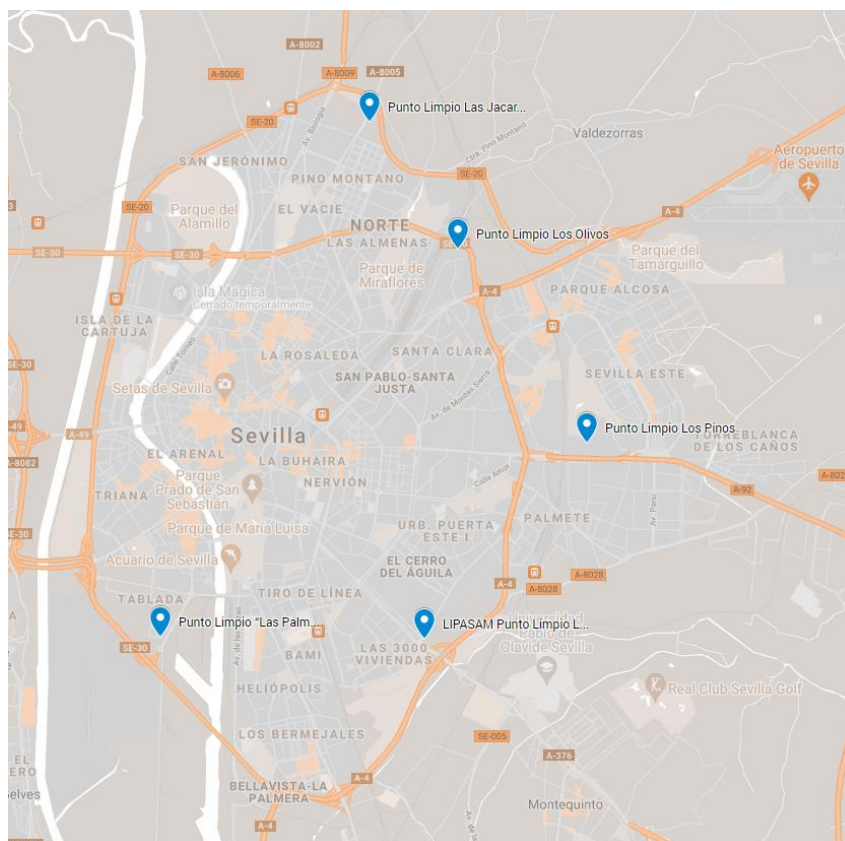 A-8002
A-8006
A-8009
A-8005
Punto Limpio Las Jacar...
Av. Biología
SE-20
Ctra. Pino Montano
Valdezorras
Aeropuerto
de Sevilla
SAN JERÓNIMO
PINO MONTANO
SE-20
SE-20
Parque del
Alamillo
EL VACIE
NORTE
LAS ALMENAS
A-4
Punto Limpio Los Olivos
Parque del
Tamarguillo
SE-30
SE-30
Parque de
Miraflores
A-4
PARQUE ALCOSA
Isla Mágica
Cerrado temporalmente
ISLA DE LA
CARTUJA
Calle Torneo
LA ROSALEDA
SANTA CLARA
SE-30
SEVILLA ESTE
Setas de Sevilla
SAN PABLO-SANTA
JUSTA
Av. de Montes Sierra
-49
A-49
Sevilla
Punto Limpio Los Pinos
TORREBLANCA
DE LOS CAÑOS
A-8082
EL ARENAL
LA BUHAIRA
Parque
Prado de San
Sebastián
NERVIÓN
Calle Aznol
A-92
A-802
TRIANA
Av. Parsi
Parque de María Luisa
URB. PUERTA
ESTE I
PALMETE
SE-30
Acuario de Sevilla
EL CERRO
DEL ÁGUILA
A-4
A-8028
A-8028
TABLADA
TIRO DE LÍNEA
Punto Limpio “Las Palm...
LIPASAM Punto Limpio L...
Universidad
Pablo de
Olavide Sevilla
SE-30
BAMI
LAS 3000
VIVIENDAS
HELIÓPOLIS
Real Club Sevilla Golf
LOS BERMEJALES
SE-005
A-376
EL
Gelves
A-4
BELLAVISTA-LA
PALMERA
A-4
Montequinto